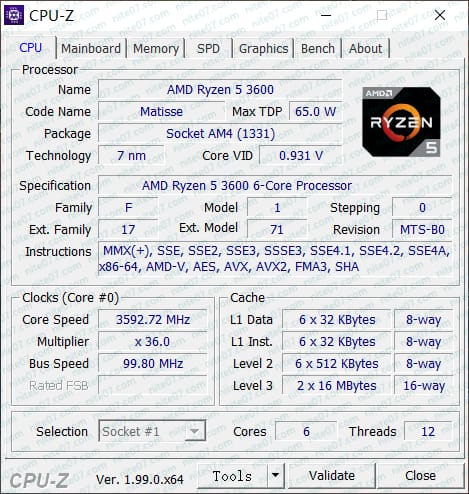 CPU-Z
CPU Mainboard Memory SPD Graphics Bench About
Processor
Name AMD Ryzen 5 3600
Code Name Matisse Max TDP 65.0 W
Package Socket AM4 (1331)
Technology 7 nm Core VID 0.931 V
AMD
RYZEN
5
Specification AMD Ryzen 5 3600 6-Core Processor
Family F Model 1 Stepping 0
Ext. Family 17 Ext. Model 71 Revision MTS-B0
Instructions MMX(+), SSE, SSE2, SSE3, SSSE3, SSE4.1, SSE4.2, SSE4A,
x86-64, AMD-V, AES, AVX, AVX2, FMA3, SHA
Clocks (Core #0)
Core Speed 3592.72 MHz
Multiplier x 36.0
Bus Speed 99.80 MHz
Rated FSB
Cache
L1 Data 6 x 32 KBytes 8-way
L1 Inst. 6 x 32 KBytes 8-way
Level 2 6 x 512 KBytes 8-way
Level 3 2 x 16 MBytes 16-way
Selection Socket #1 Cores 6 Threads 12
CPU-Z Ver. 1.99.0.x64 Tools Validate Close
nite07.com